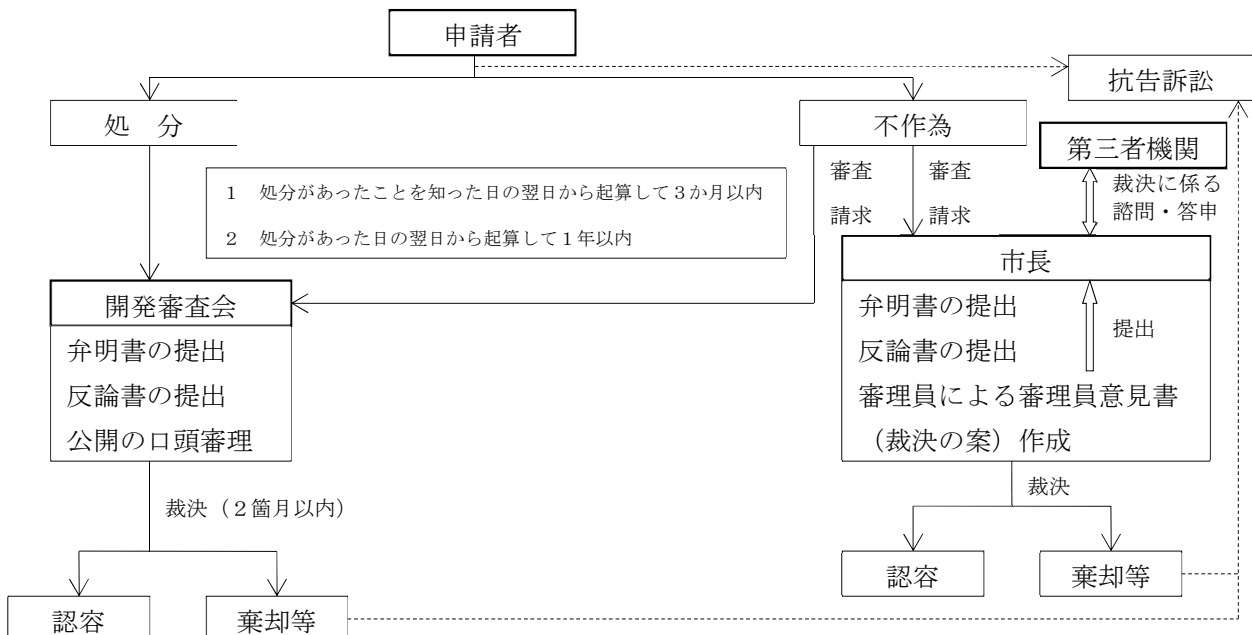 申請者
抗告訴訟
処　分
不作為
第三者機関
審査
請求
審査
請求
裁決に係る
諮問・答申
1　処分があったことを知った日の翌日から起算して３か月以内
2　処分があった日の翌日から起算して１年以内
市長
弁明書の提出
反論書の提出
審理員による審理員意見書
（裁決の案）作成
提出
開発審査会
弁明書の提出
反論書の提出
公開の口頭審理
裁決（２箇月以内）
裁決
認容
棄却等
認容
棄却等